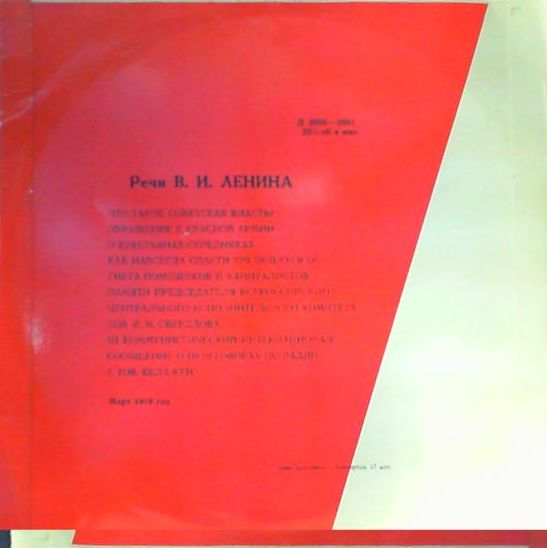 Речи В. И. ЛЕНИНА
ЧТО ТАКОЕ СОВЕТСКАЯ ВЛАСТЬ?
ОБРАЩЕНИЕ К КРАСНОЙ АРМИИ
О КРЕСТЬЯНАХ-СЕРЕДНЯКАХ
КАК НАВСЕГДА СПАСТИ ТРУДЯЩИХСЯ ОТ
ГНЕТА ПОМЕЩИКОВ И КАПИТАЛИСТОВ
ПАМЯТИ ПРЕДСЕДАТЕЛЯ ВСЕРОССИЙСКОГО
ЦЕНТРАЛЬНОГО ИСПОЛНИТЕЛЬНОГО КОМИТЕТА
ТОВ. Я. М. СВЕРДЛОВА
III КОММУНИСТИЧЕСКИЙ ИНТЕРНАЦИОНАЛ
СООБЩЕНИЕ О ПЕРЕГОВОРАХ ПО РАДИО
С ТОВ. БЕЛА КУН
Март 1919 год